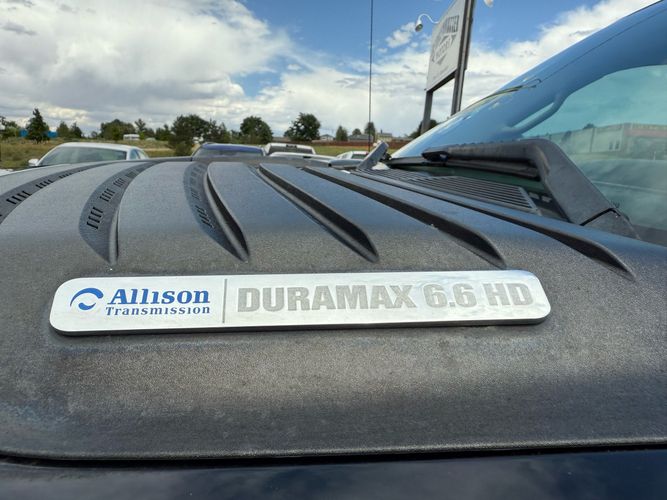 Allison
Transmission
DURAMAX 6.6 HD